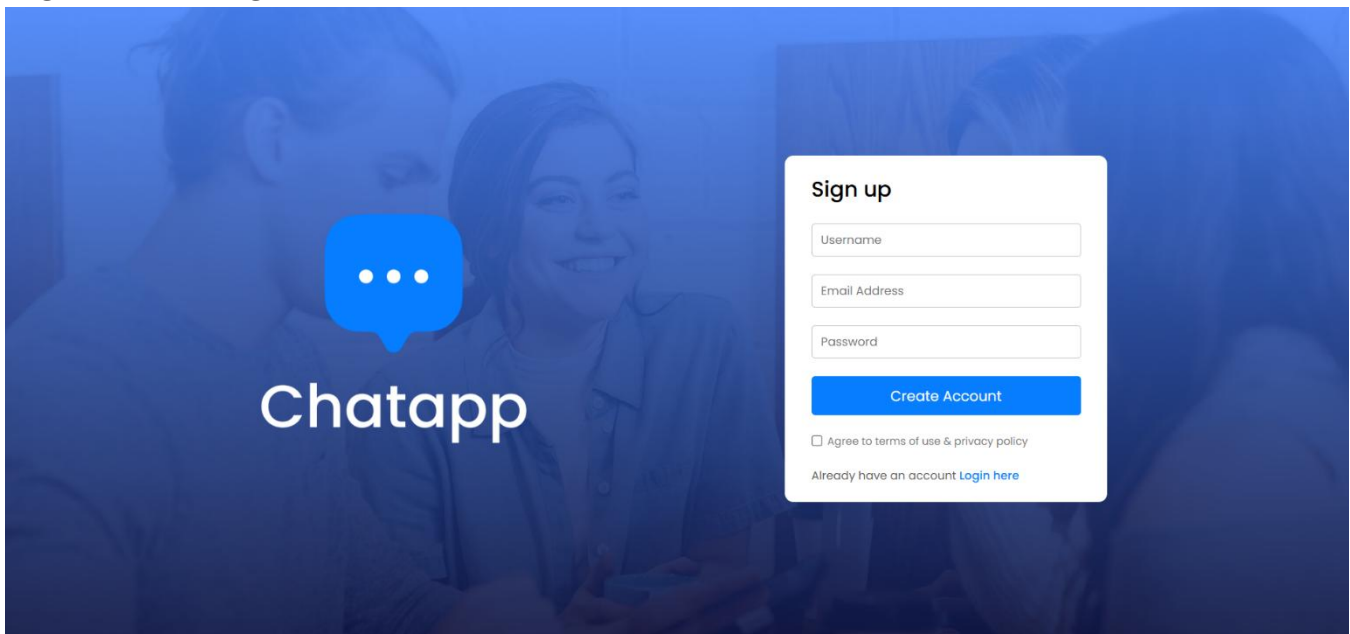 Chatapp
Sign up
Username
Email Address
Password
Create Account
Agree to terms of use & privacy policy
Already have an account Login here